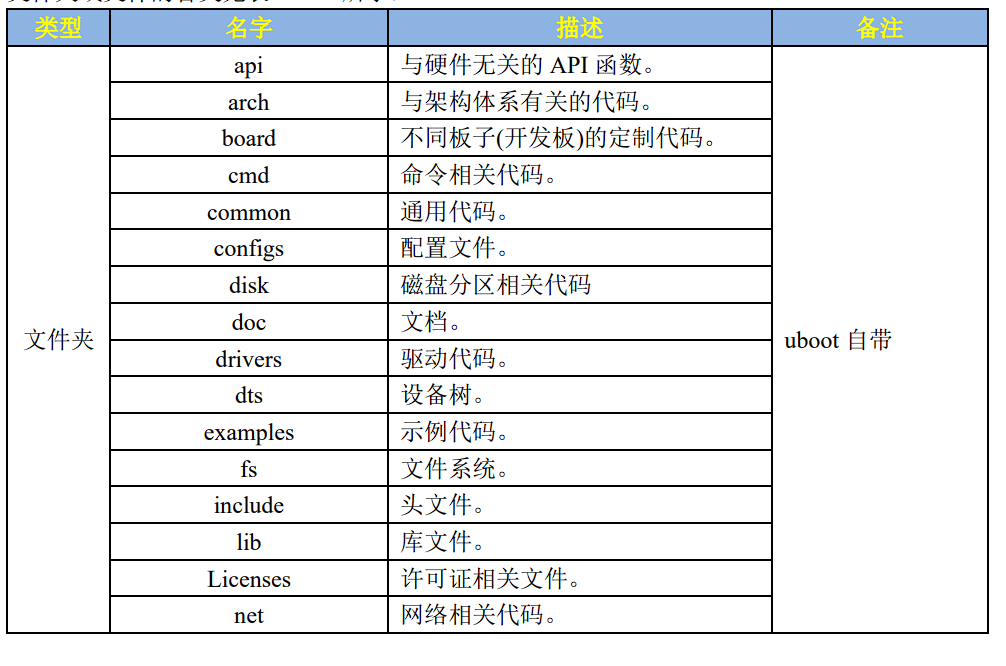 类型 名字 描述 备注
api 与硬件无关的 API 函数。
arch 与架构体系有关的代码。
board 不同板子(开发板)的定制代码。
cmd 命令相关代码。
common 通用代码。
configs 配置文件。
disk 磁盘分区相关代码
doc 文档。
文件夹 drivers 驱动代码。 uboot 自带
dts 设备树。
examples 示例代码。
fs 文件系统。
include 头文件。
lib 库文件。
Licenses 许可证相关文件。
net 网络相关代码。